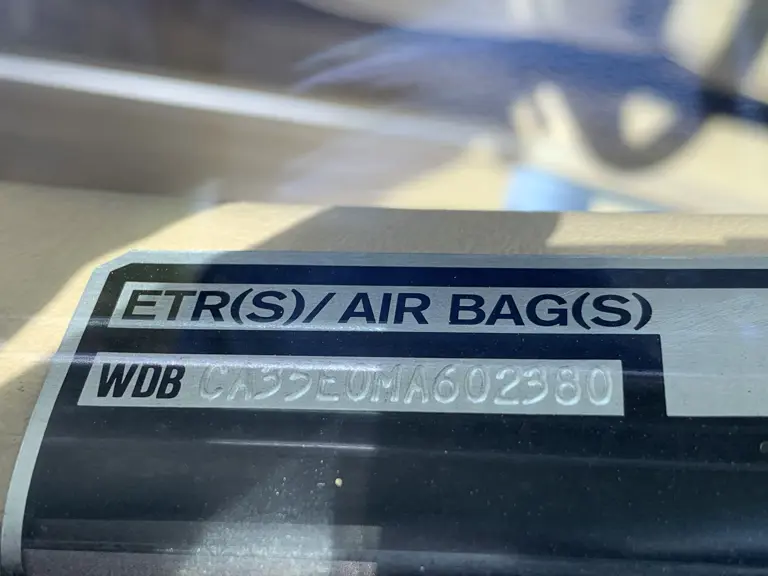 ETR(S)/AIR BAG(S)
WDB CA35E0MA602380